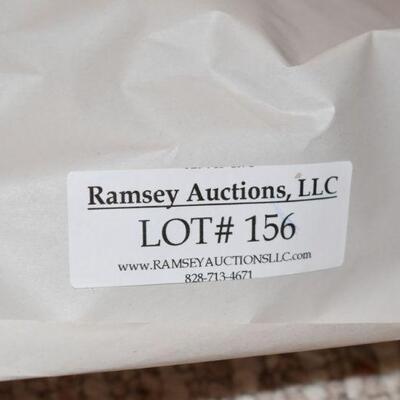 Ramsey Auctions, LLC
LOT# 156
www.RAMSEYAUCTIONSLLC.com
828-713-4671